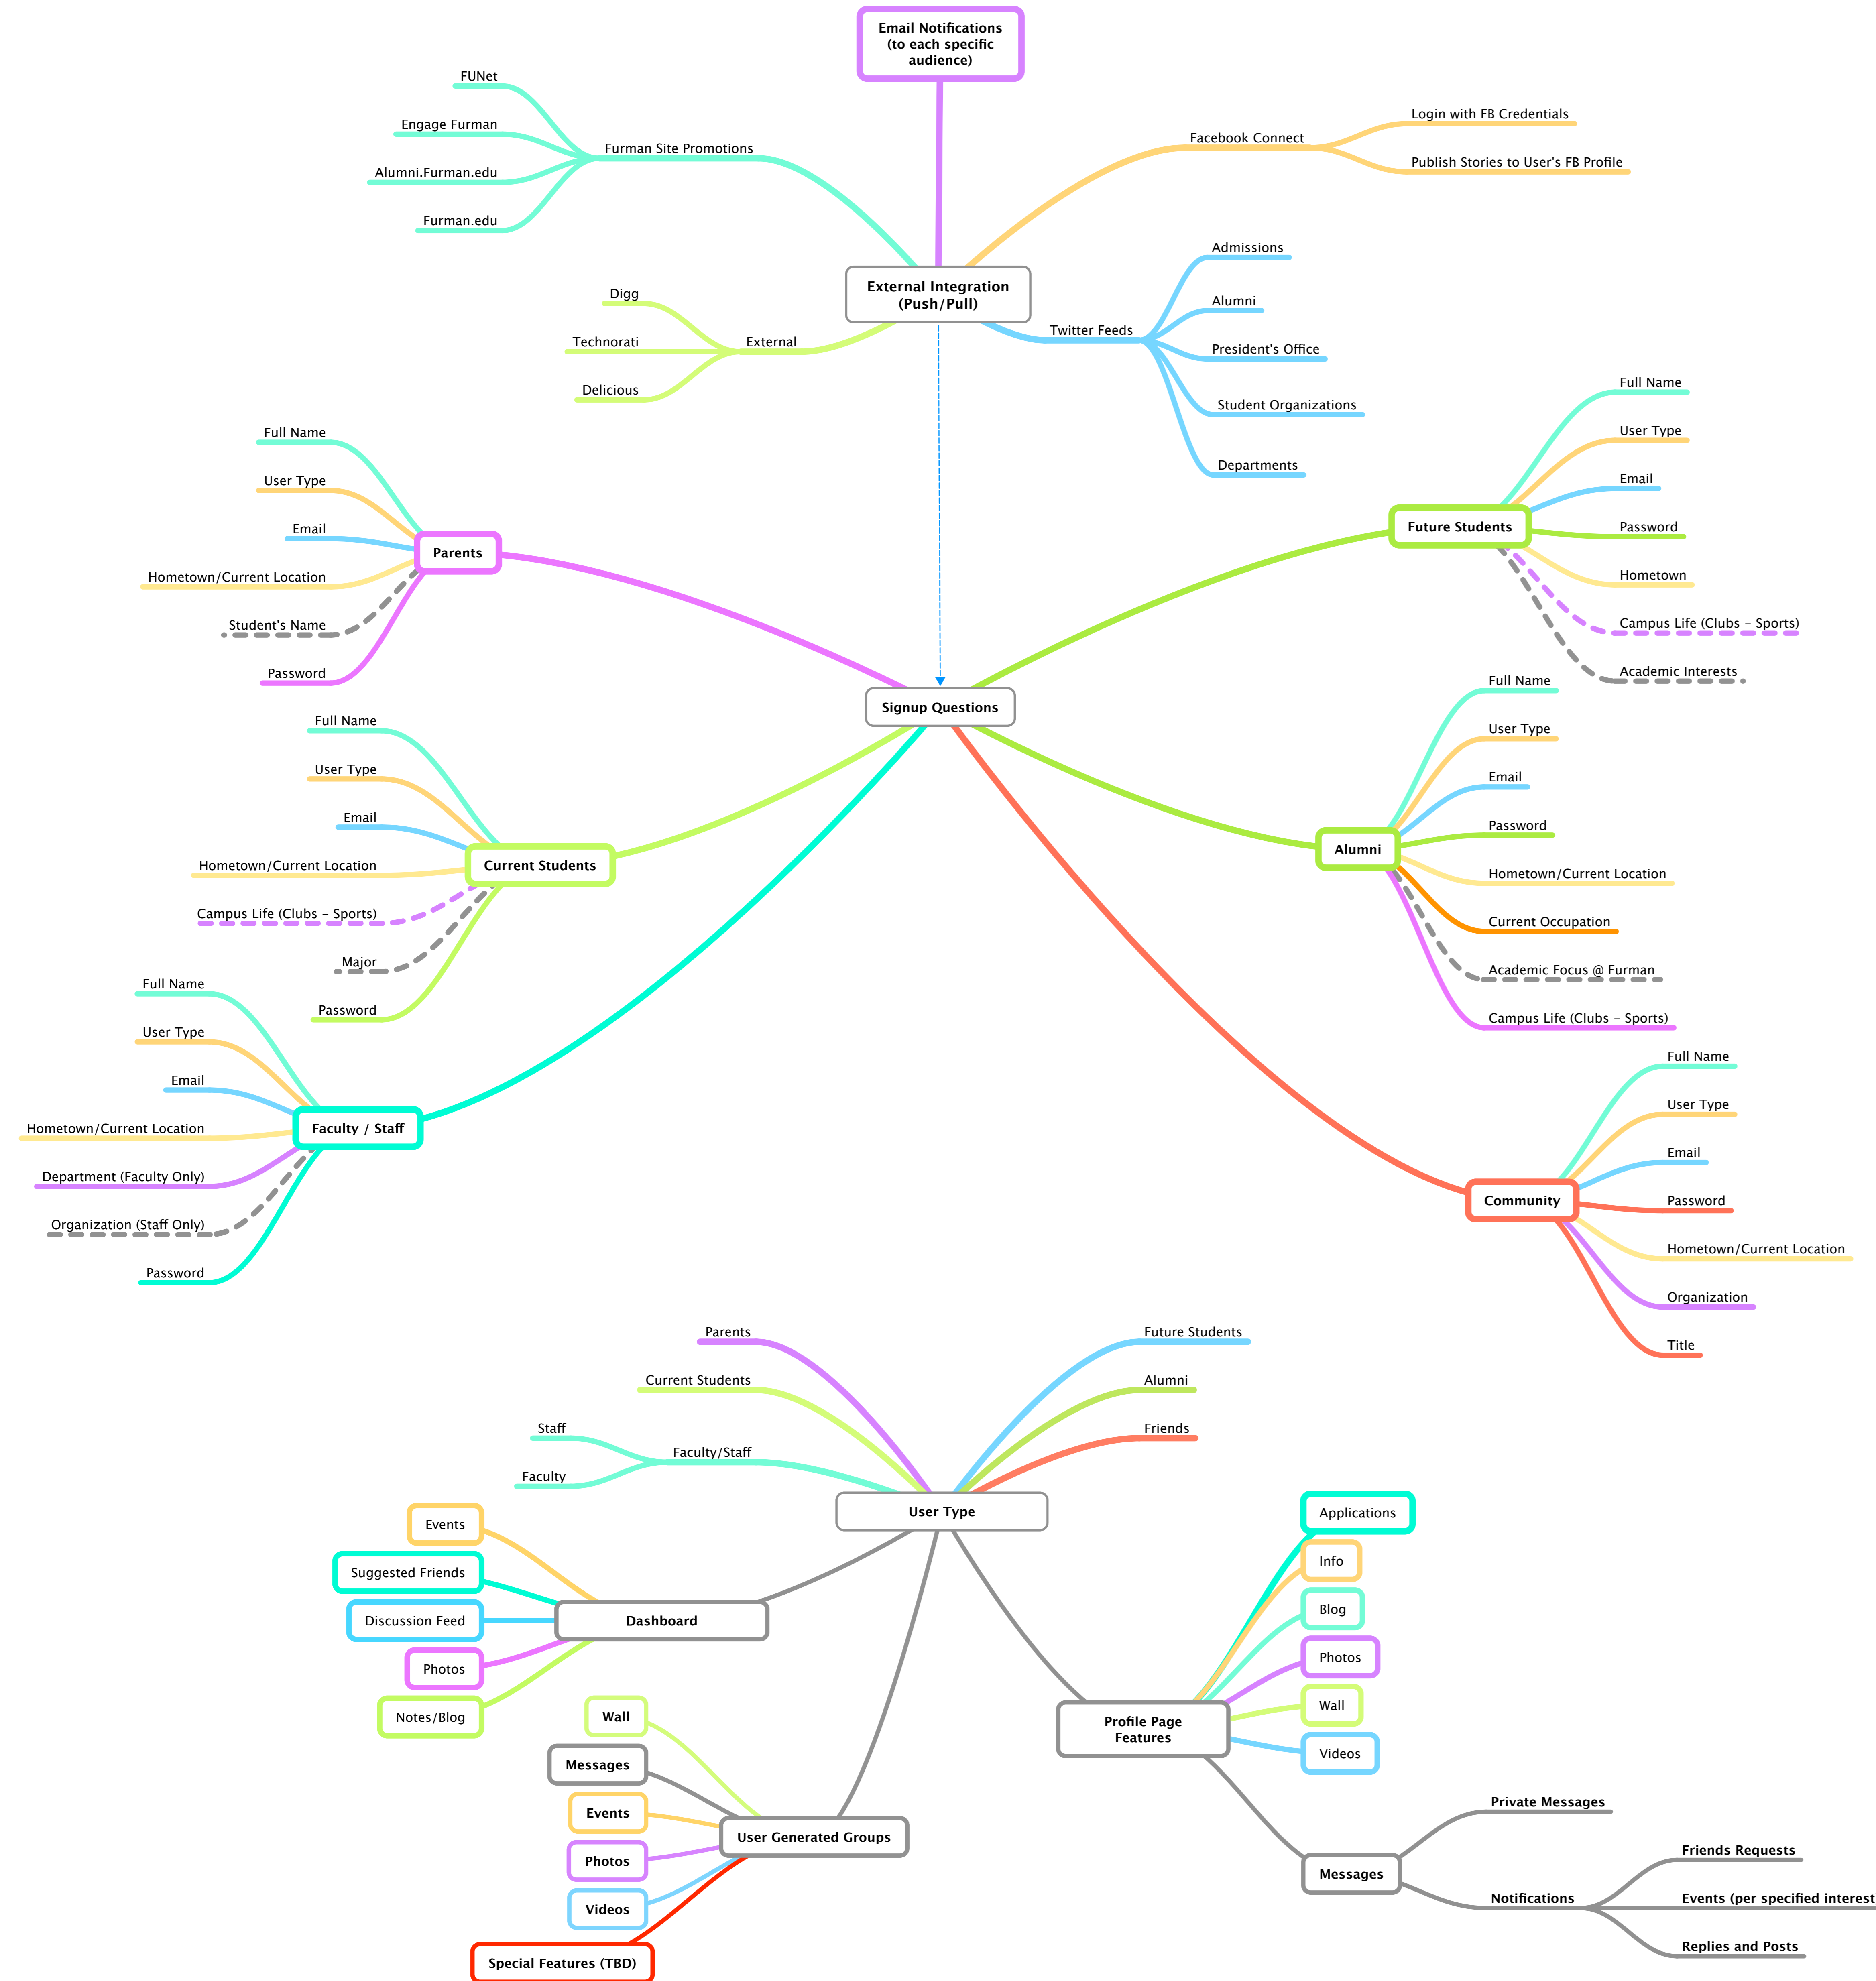 Email Notifications
(to each specific
audience)
FUNet
Engage Furman
Alumni.Furman.edu
Furman.edu
Furman Site Promotions
Facebook Connect
Login with FB Credentials
Publish Stories to User's FB Profile
External Integration
(Push/Pull)
Digg
Technorati
Delicious
External
Twitter Feeds
Admissions
Alumni
President's Office
Student Organizations
Departments
Full Name
User Type
Email
Hometown/Current Location
Student's Name
Password
Parents
Future Students
Full Name
User Type
Email
Password
Hometown
Campus Life (Clubs - Sports)
Academic Interests
Signup Questions
Full Name
User Type
Email
Hometown/Current Location
Campus Life (Clubs - Sports)
Major
Password
Current Students
Alumni
Full Name
User Type
Email
Password
Hometown/Current Location
Current Occupation
Academic Focus @ Furman
Campus Life (Clubs - Sports)
Full Name
User Type
Email
Hometown/Current Location
Department (Faculty Only)
Organization (Staff Only)
Password
Faculty / Staff
Community
Full Name
User Type
Email
Password
Hometown/Current Location
Organization
Title
Parents
Current Students
Staff
Faculty
Faculty/Staff
Future Students
Alumni
Friends
User Type
Events
Suggested Friends
Discussion Feed
Photos
Notes/Blog
Dashboard
Applications
Info
Blog
Photos
Wall
Videos
Profile Page
Features
Wall
Messages
Events
Photos
Videos
Special Features (TBD)
User Generated Groups
Messages
Private Messages
Notifications
Friends Requests
Events (per specified interest
Replies and Posts